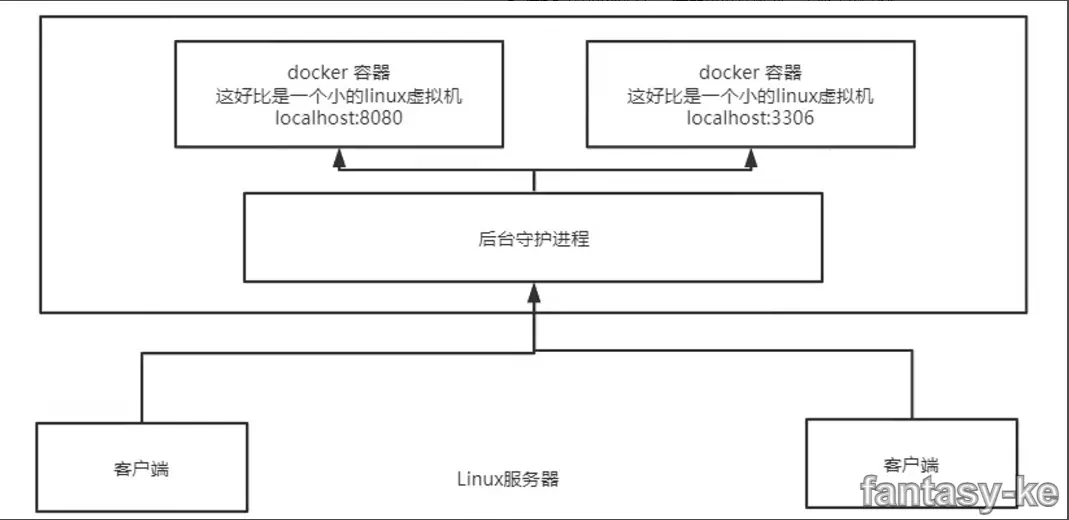 docker 容器
这好比是一个小的linux虚拟机
localhost:8080
docker 容器
这好比是一个小的linux虚拟机
localhost:3306
后台守护进程
客户端
Linux服务器
客户端
fantasy-ke